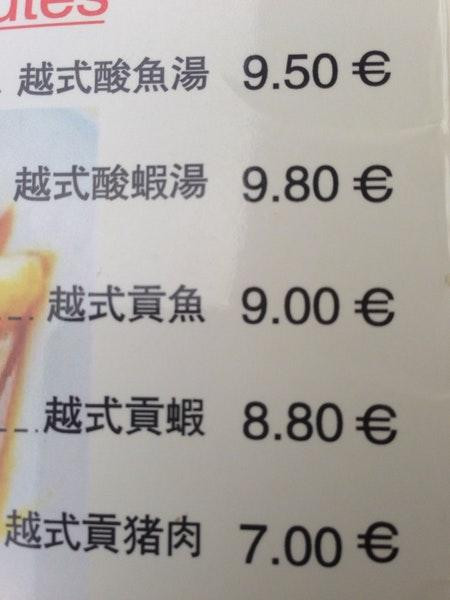 越式酸魚湯 9.50 €
越式酸蝦湯 9.80 €
越式貢魚 9.00 €
越式貢蝦 8.80 €
越式貢猪肉 7.00 €